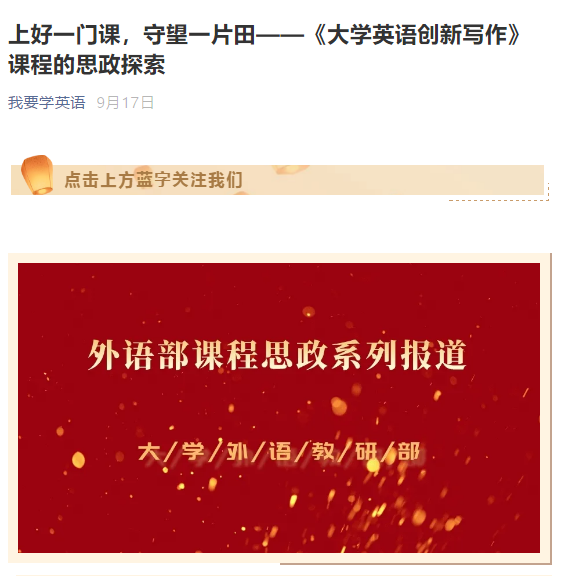 上好一门课，守望一片田——《大学英语创新写作》
课程的思政探索
我要学英语 9月17日
点击上方蓝字关注我们
外语部课程思政系列报道
大/学/外/语/教/研/部